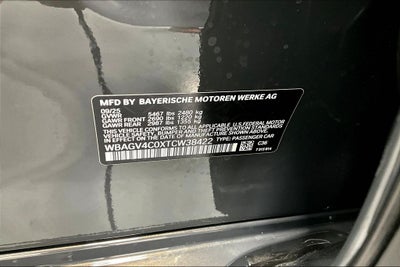 MFD BY BAYERISCHE MOTOREN WERKE AG
09/25
GVWR 5467 lbs 2480 kg
GAWR FRONT 2690 lbs 1220 kg
GAWR REAR 2987 lbs 1355 kg
THIS VEHICLE CONFORMS TO ALL APPLICABLE U.S. FEDERAL MOTOR
VEHICLE SAFETY, BUMPER, AND THEFT PREVENTION STANDARDS
IN EFFECT ON THE DATE OF MANUFACTURE SHOWN ABOVE.
WBAGV4C0XTCW38422 TYPE: PASSENGER CAR
C36